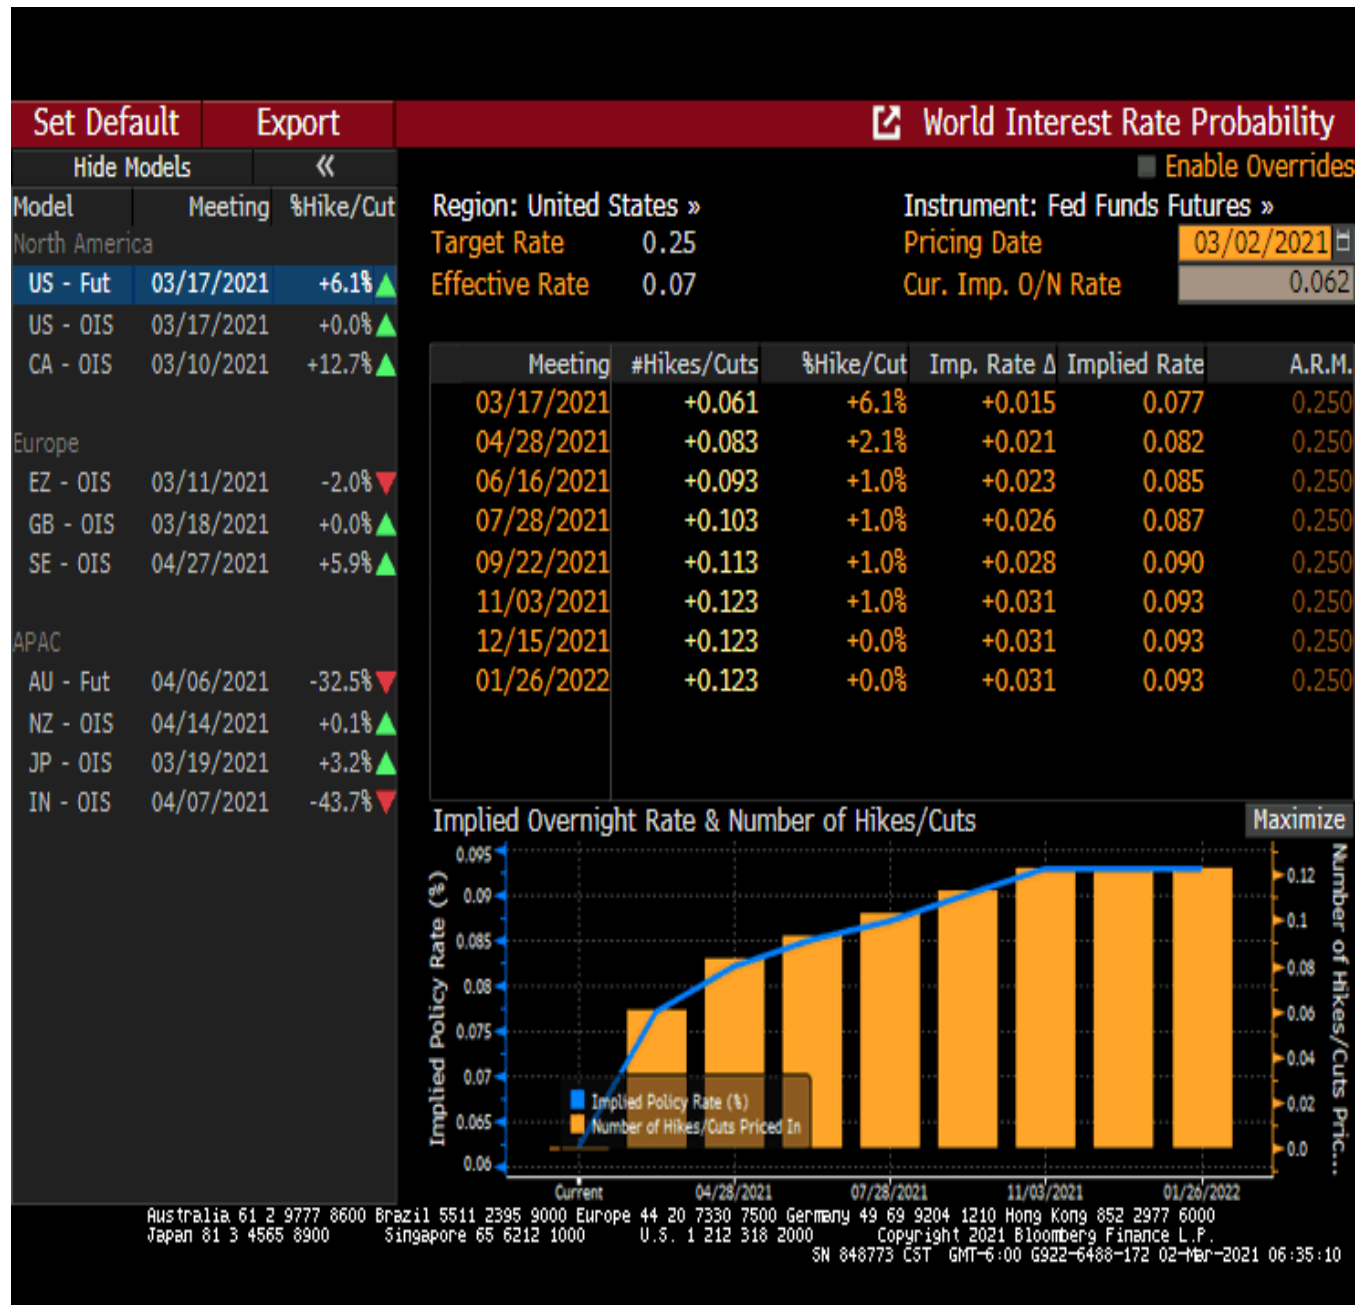 Set Default Export World Interest Rate Probability
Hide Models « Enable Overrides
Model Meeting %Hike/Cut
North America
US - Fut 03/17/2021 +6.1%
US - OIS 03/17/2021 +0.0%
CA - OIS 03/10/2021 +12.7%
Europe
EZ - OIS 03/11/2021 -2.0%
GB - OIS 03/18/2021 +0.0%
SE - OIS 04/27/2021 +5.9%
APAC
AU - Fut 04/06/2021 -32.5%
NZ - OIS 04/14/2021 +0.1%
JP - OIS 03/19/2021 +3.2%
IN - OIS 04/07/2021 -43.7%
Region: United States » Instrument: Fed Funds Futures »
Target Rate 0.25 Pricing Date 03/02/2021
Effective Rate 0.07 Cur. Imp. O/N Rate 0.062
Meeting #Hikes/Cuts %Hike/Cut Imp. Rate Δ Implied Rate A.R.M.
03/17/2021 +0.061 +6.1% +0.015 0.077 0.250
04/28/2021 +0.083 +2.1% +0.021 0.082 0.250
06/16/2021 +0.093 +1.0% +0.023 0.085 0.250
07/28/2021 +0.103 +1.0% +0.026 0.087 0.250
09/22/2021 +0.113 +1.0% +0.028 0.090 0.250
11/03/2021 +0.123 +1.0% +0.031 0.093 0.250
12/15/2021 +0.123 +0.0% +0.031 0.093 0.250
01/26/2022 +0.123 +0.0% +0.031 0.093 0.250
Implied Overnight Rate & Number of Hikes/Cuts Maximize
Implied Policy Rate (%)
0.095
0.09
0.085
0.08
0.075
0.07
0.065
0.06
Implied Policy Rate (%)
Number of Hikes/Cuts Priced In
0.12
0.1
0.08
0.06
0.04
0.02
0.0
Number of Hikes/Cuts Pric...
Current 04/28/2021 07/28/2021 11/03/2021 01/26/2022
Australia 61 2 9777 8600 Brazil 5511 2395 9000 Europe 44 20 7330 7500 Germany 49 69 9204 1210 Hong Kong 852 2977 6000
Japan 81 3 4565 8900 Singapore 65 6212 1000 U.S. 1 212 318 2000 Copyright 2021 Bloomberg Finance L.P.
SN 848773 CST GMT-6:00 G922-6488-172 02-Mar-2021 06:35:10